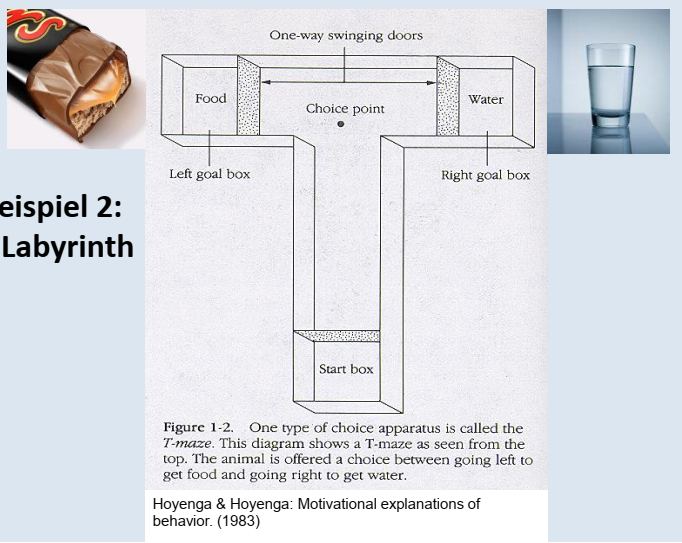 One-way swinging doors
Food
Water
Choice point
Left goal box
Right goal box
eispiel 2:
Labyrinth
Start box
Figure 1-2. One type of choice apparatus is called the
T-maze. This diagram shows a T-maze as seen from the
top. The animal is offered a choice between going left to
get food and going right to get water.
Hoyenga & Hoyenga: Motivational explanations of
behavior. (1983)